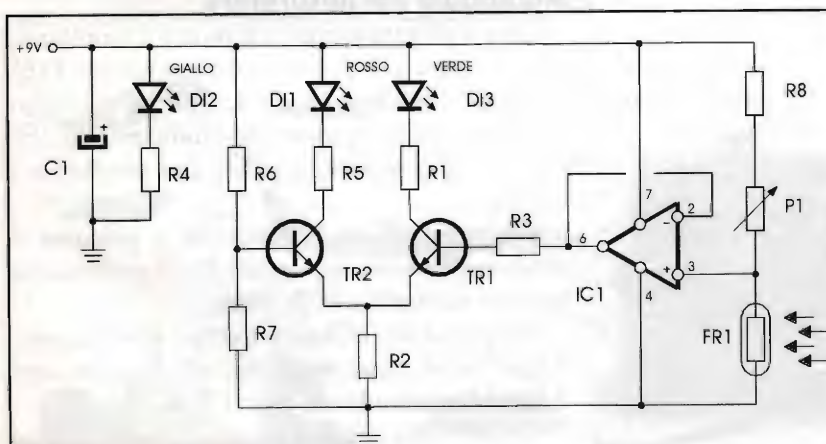 +9V
GIALLO
ROSSO
VERDE
DI2
DI1
DI3
R8
C1
R4
R6
R5
R1
7
2
P1
R3
6
−
+
3
TR2
TR1
IC1
4
R7
R2
FR1
+